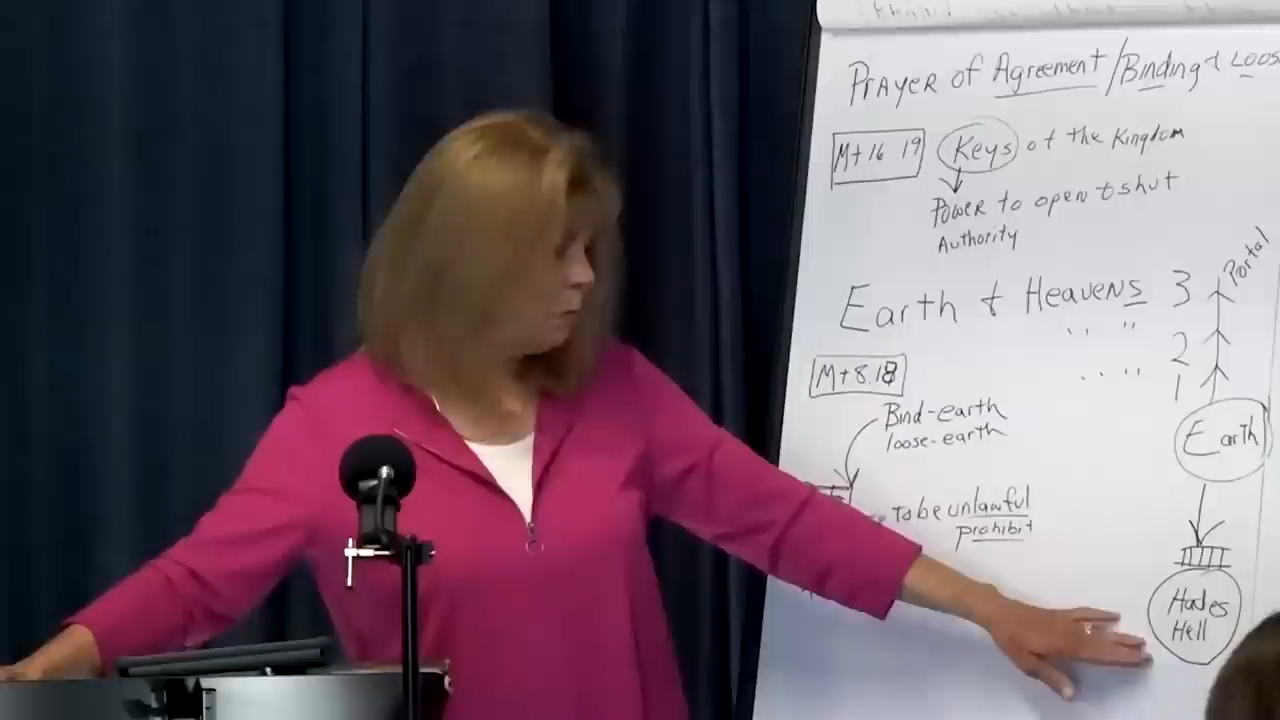 Prayer of Agreement / Binding & Loos
Mt 16 19 Keys of the Kingdom
Power to open & shut
Authority
Portal
Earth & Heavens 3
" " 2
" " 1
Mt 8.18
Bind-earth
loose-earth
Earth
to be unlawful
prohibit
Hades
Hell